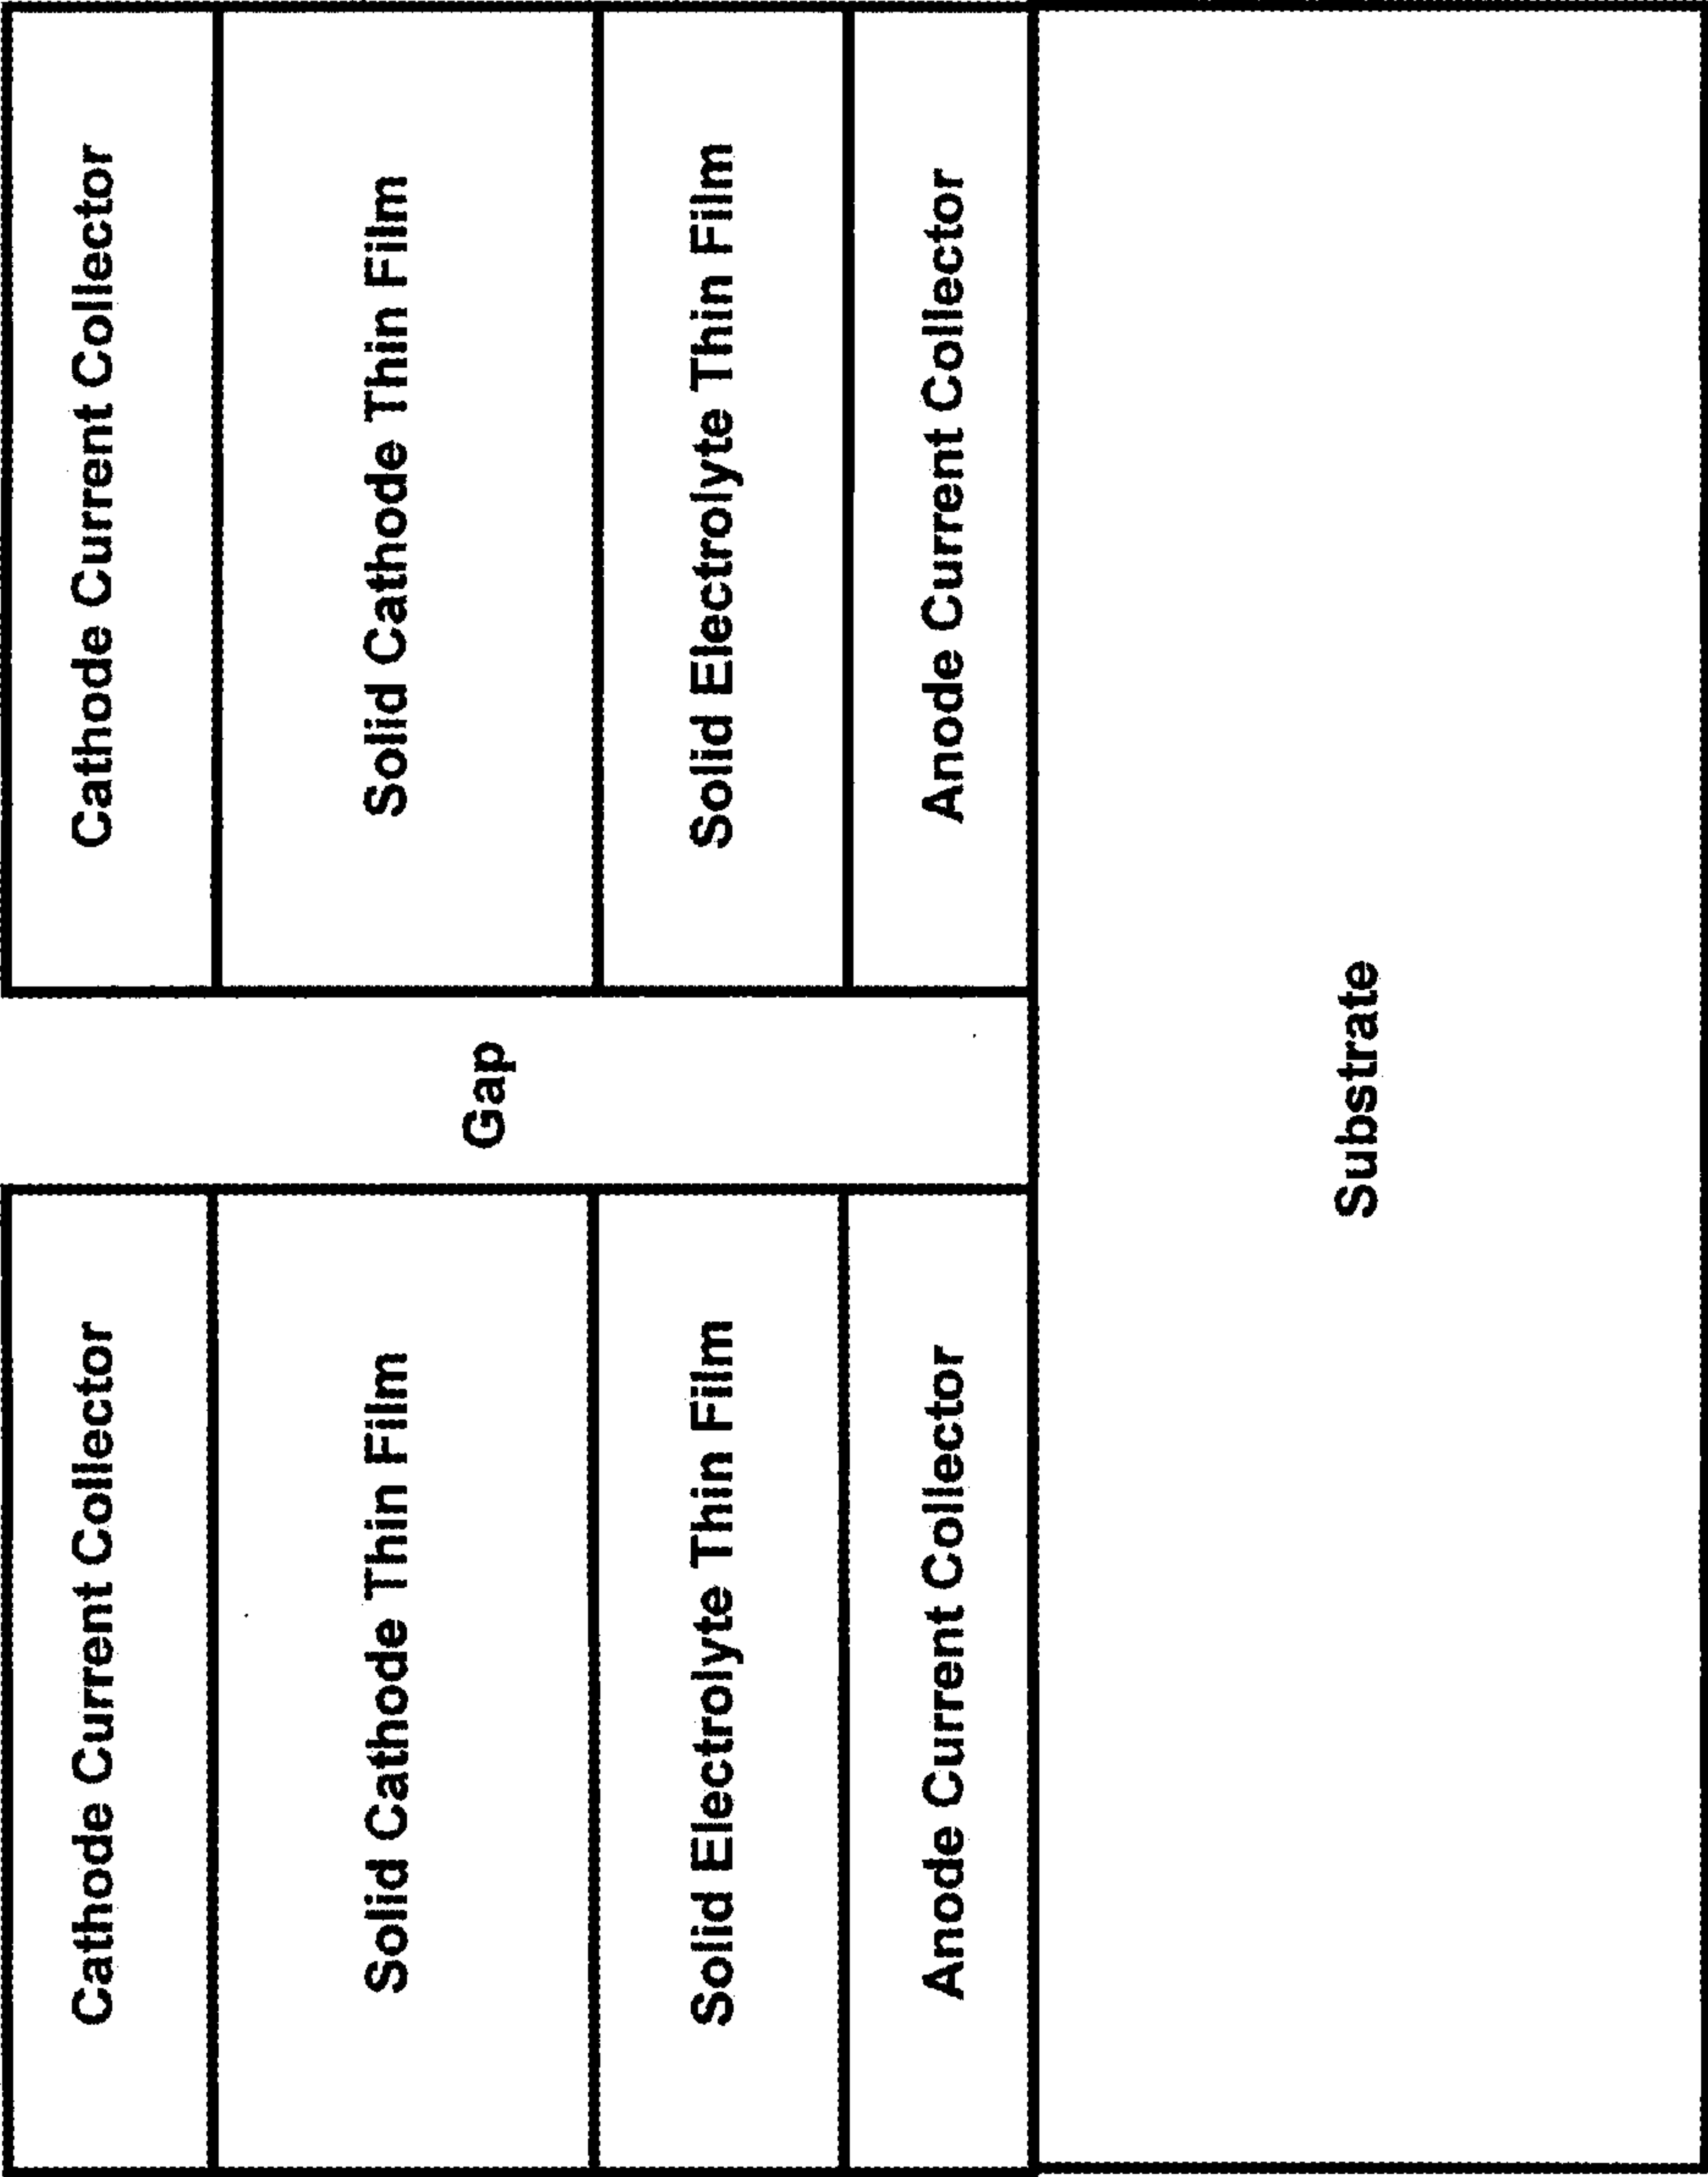 Cathode Current Collector
Cathode Current Collector
Solid Cathode Thin Film
Solid Cathode Thin Film
Gap
Solid Electrolyte Thin Film
Solid Electrolyte Thin Film
Anode Current Collector
Anode Current Collector
Substrate